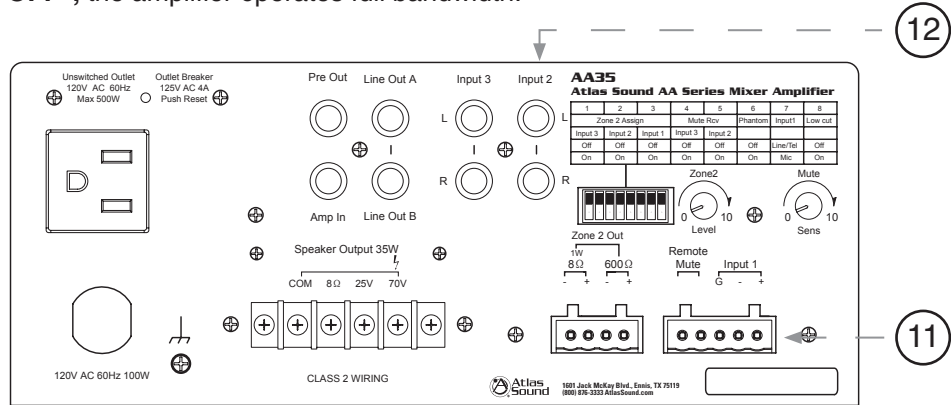 OFF", the amplifier operates full bandwidth.
12
Unswitched Outlet
120V AC 60Hz
Max 500W
Outlet Breaker
125V AC 4A
Push Reset
Pre Out Line Out A Input 3 Input 2
L L
R R
Amp In Line Out B
AA35
Atlas Sound AA Series Mixer Amplifier
1 2 3 4 5 6 7 8
Zone 2 Assign Mute Rcv Phantom Input1 Low cut
Input 3 Input 2 Input 1 Input 3 Input 2
Off Off Off Off Off Off Line/Tel Off
On On On On On On Mic On
Zone2
0 10
Level
Mute
0 10
Sens
Speaker Output 35W
COM 8Ω 25V 70V
CLASS 2 WIRING
Zone 2 Out
1W
8Ω 600Ω
- + - +
Remote
Mute
Input 1
G - +
11
120V AC 60Hz 100W
Atlas
Sound
1601 Jack McKay Blvd., Ennis, TX 75119
(800) 876-3333 AtlasSound.com